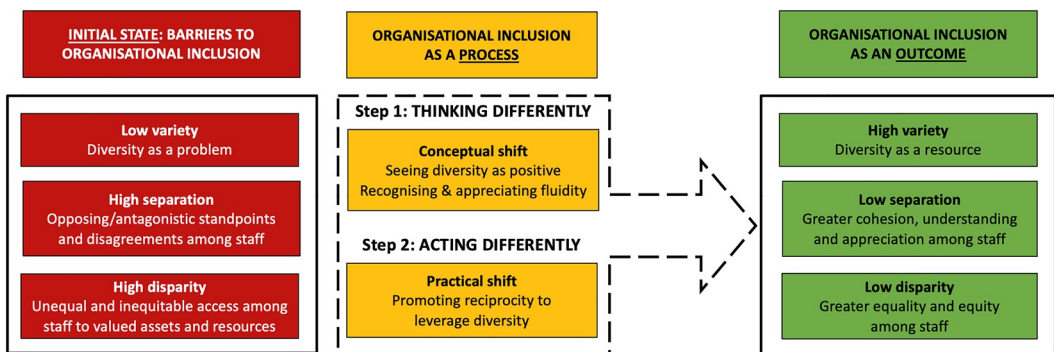 INITIAL STATE: BARRIERS TO
ORGANISATIONAL INCLUSION
Low variety
Diversity as a problem
High separation
Opposing/antagonistic standpoints
and disagreements among staff
High disparity
Unequal and inequitable access among
staff to valued assets and resources
ORGANISATIONAL INCLUSION
AS A PROCESS
Step 1: THINKING DIFFERENTLY
Conceptual shift
Seeing diversity as positive
Recognising & appreciating fluidity
Step 2: ACTING DIFFERENTLY
Practical shift
Promoting reciprocity to
leverage diversity
ORGANISATIONAL INCLUSION
AS AN OUTCOME
High variety
Diversity as a resource
Low separation
Greater cohesion, understanding
and appreciation among staff
Low disparity
Greater equality and equity
among staff